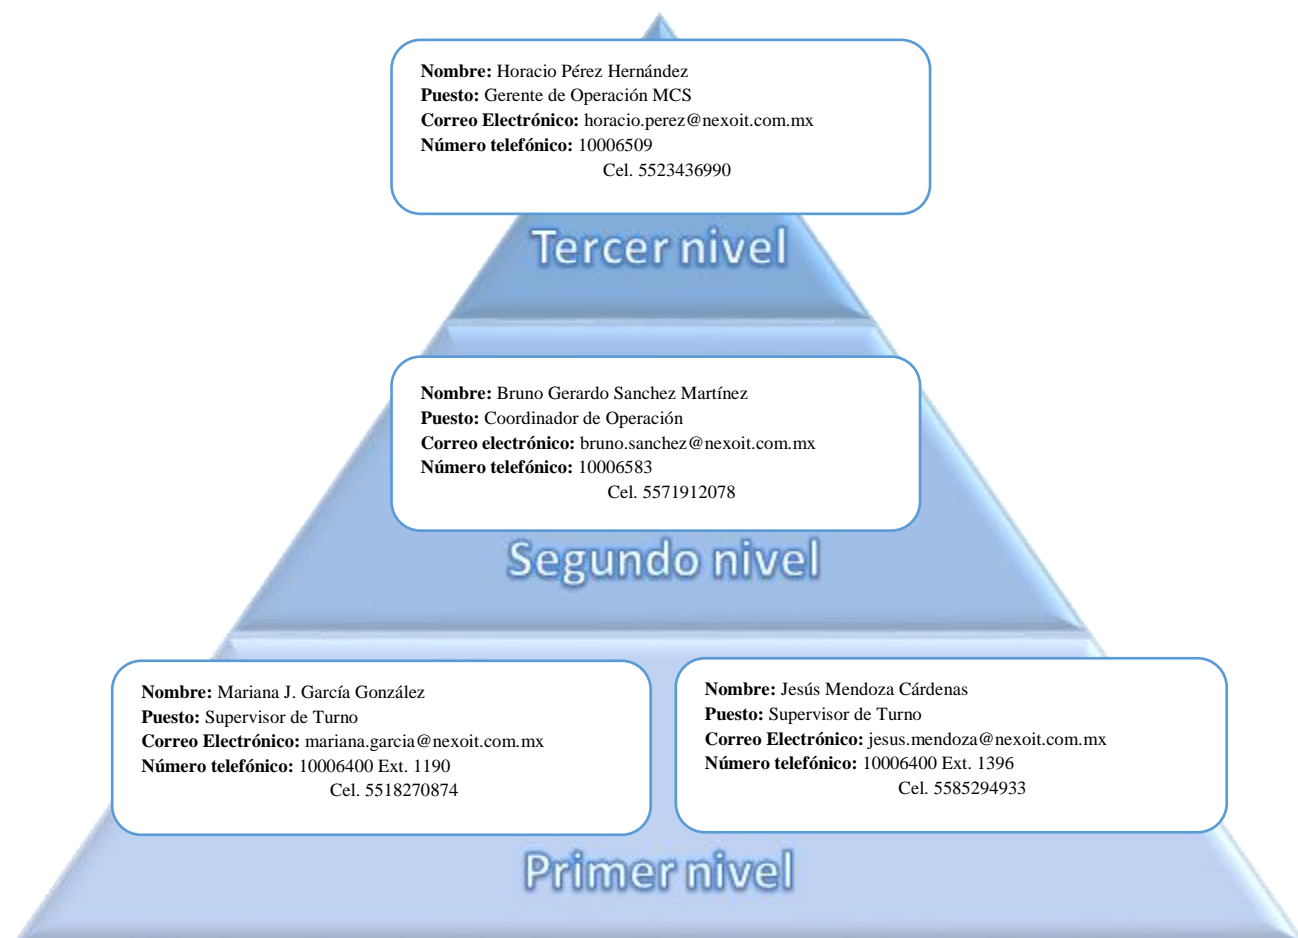 Nombre: Horacio Pérez Hernández
Puesto: Gerente de Operación MCS
Correo Electrónico: horacio.perez@nexoit.com.mx
Número telefónico: 10006509
Cel. 5523436990
Tercer nivel
Nombre: Bruno Gerardo Sanchez Martínez
Puesto: Coordinador de Operación
Correo electrónico: bruno.sanchez@nexoit.com.mx
Número telefónico: 10006583
Cel. 5571912078
Segundo nivel
Nombre: Mariana J. García González
Puesto: Supervisor de Turno
Correo Electrónico: mariana.garcia@nexoit.com.mx
Número telefónico: 10006400 Ext. 1190
Cel. 5518270874
Nombre: Jesús Mendoza Cárdenas
Puesto: Supervisor de Turno
Correo Electrónico: jesus.mendoza@nexoit.com.mx
Número telefónico: 10006400 Ext. 1396
Cel. 5585294933
Primer nivel